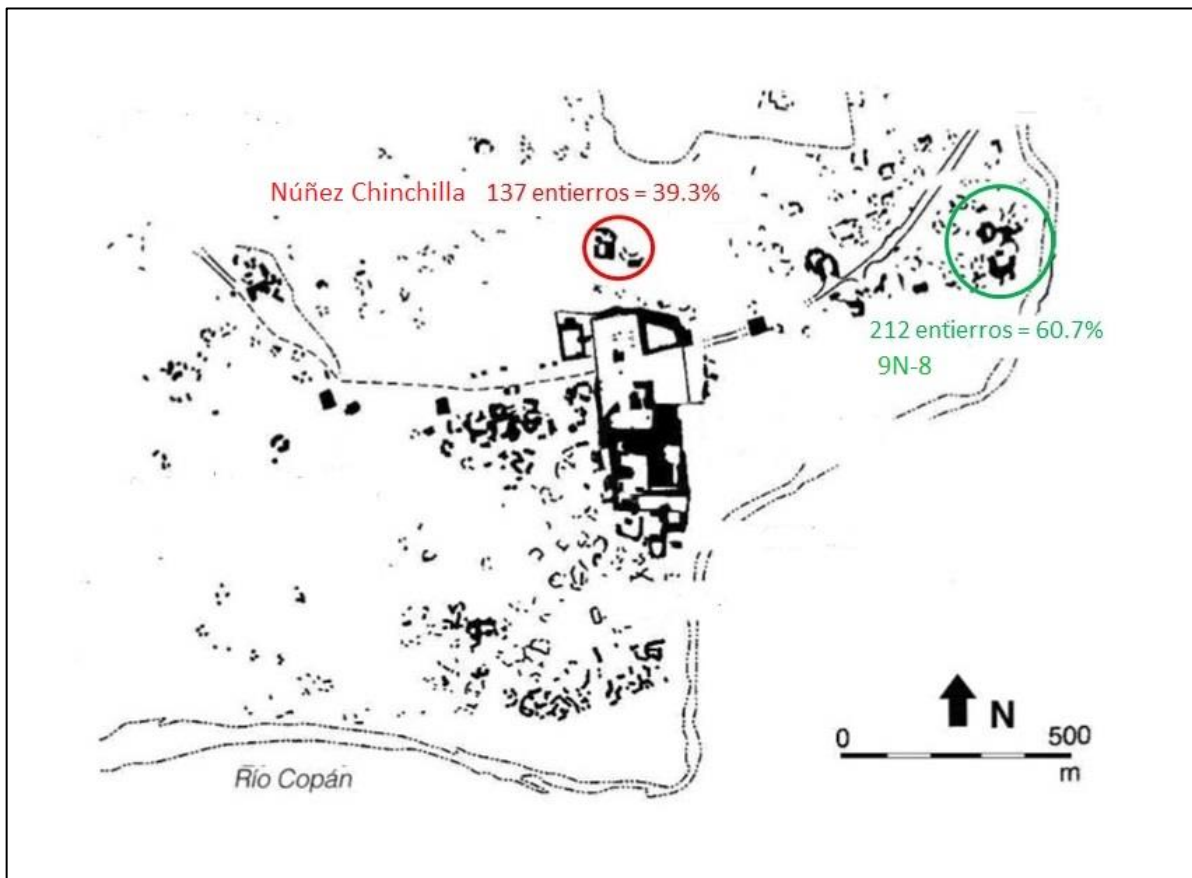 Núñez Chinchilla 137 entierros = 39.3%
212 entierros = 60.7%
9N-8
N
0 500
m
Río Copán